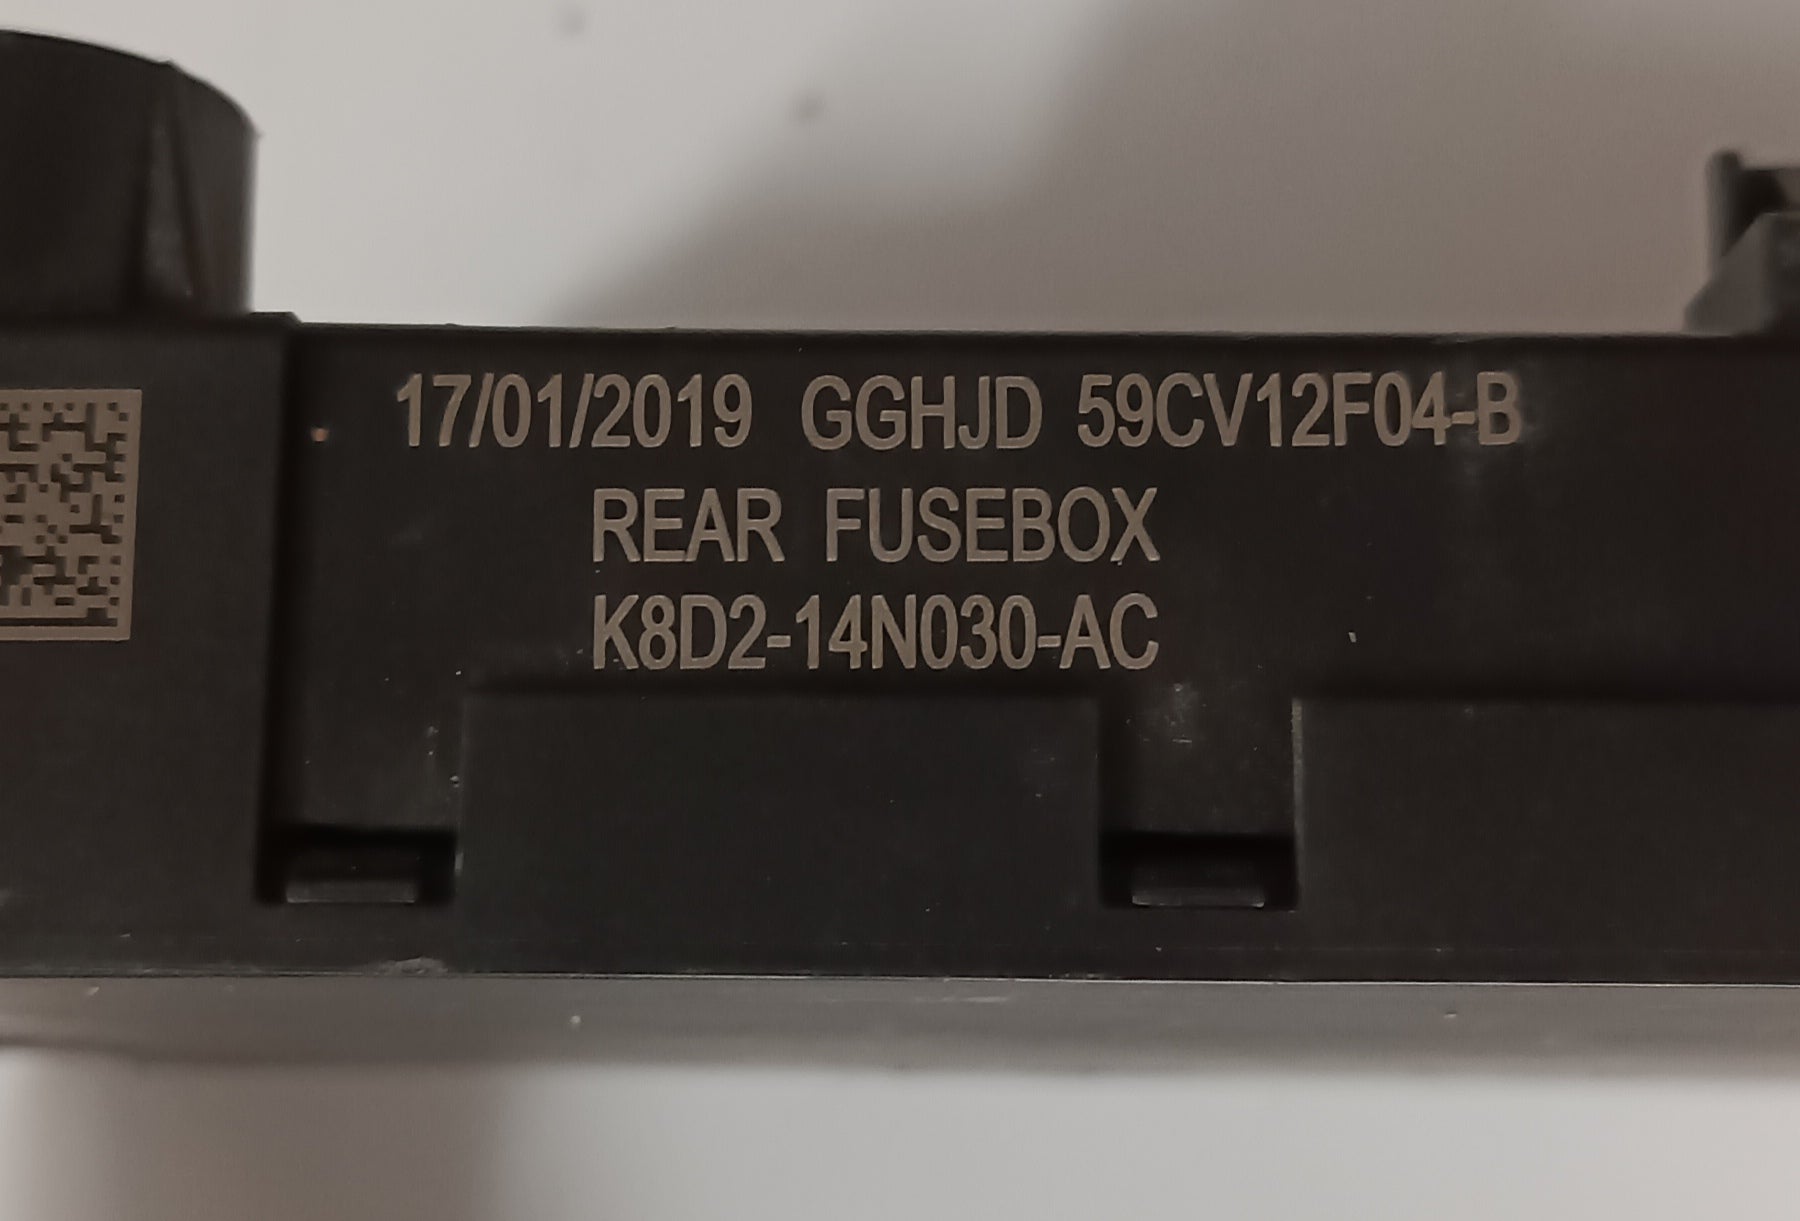 17/01/2019 GGHJD 59CV12F04-B
REAR FUSEBOX
K8D2-14N030-AC